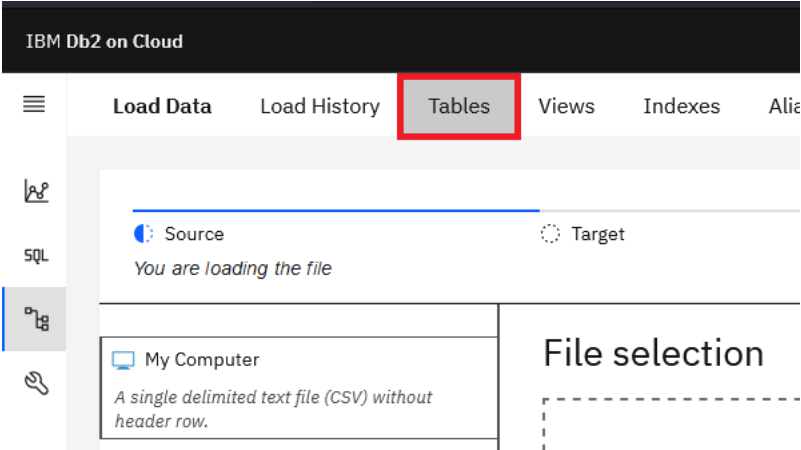 IBM Db2 on Cloud
Load Data Load History Tables Views Indexes Alia
Source Target
You are loading the file
SQL
My Computer
File selection
A single delimited text file (CSV) without
header row.